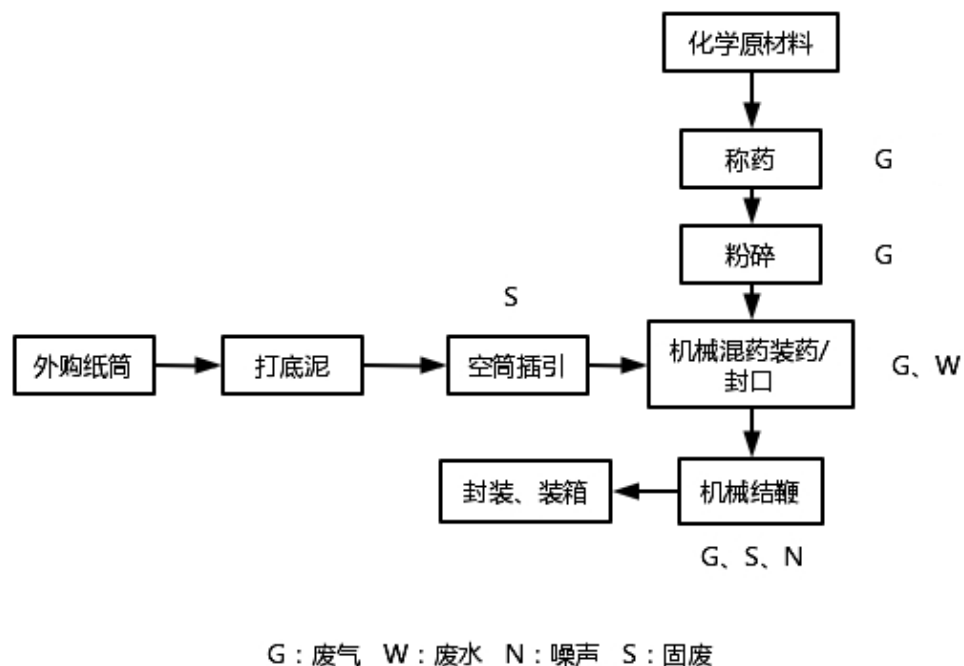 化学原材料
称药
G
粉碎
G
S
外购纸筒
打底泥
空筒插引
机械混药装药/
封口
G、W
封装、装箱
机械结鞭
G、S、N
G：废气 W：废水 N：噪声 S：固废